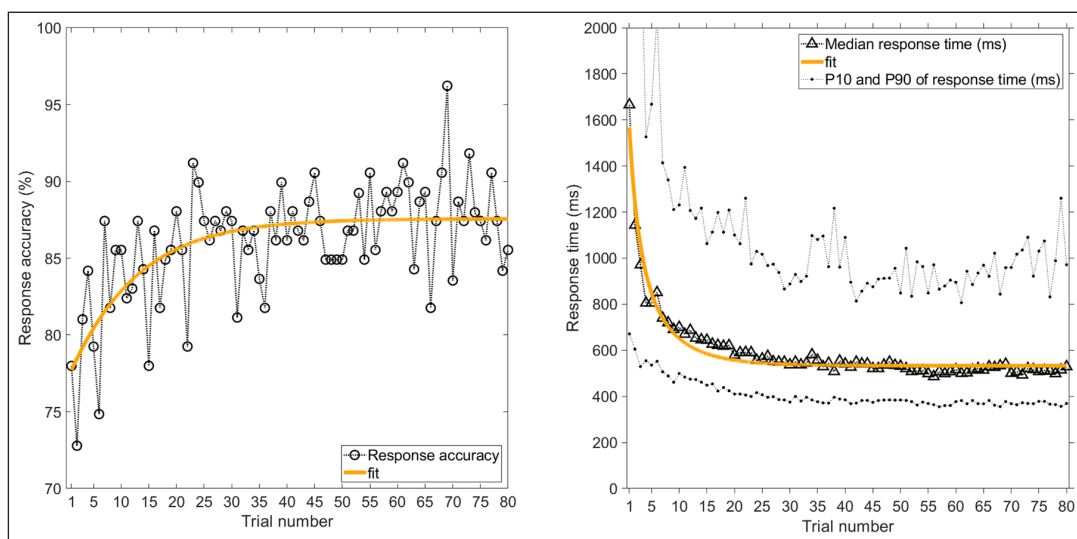 100
95
90
85
80
75
70
Response accuracy (%)
Response accuracy
fit
1 5 10 15 20 25 30 35 40 45 50 55 60 65 70 75 80
Trial number
2000
1800
1600
1400
1200
1000
800
600
400
200
0
Response time (ms)
Median response time (ms)
fit
P10 and P90 of response time (ms)
1 5 10 15 20 25 30 35 40 45 50 55 60 65 70 75 80
Trial number